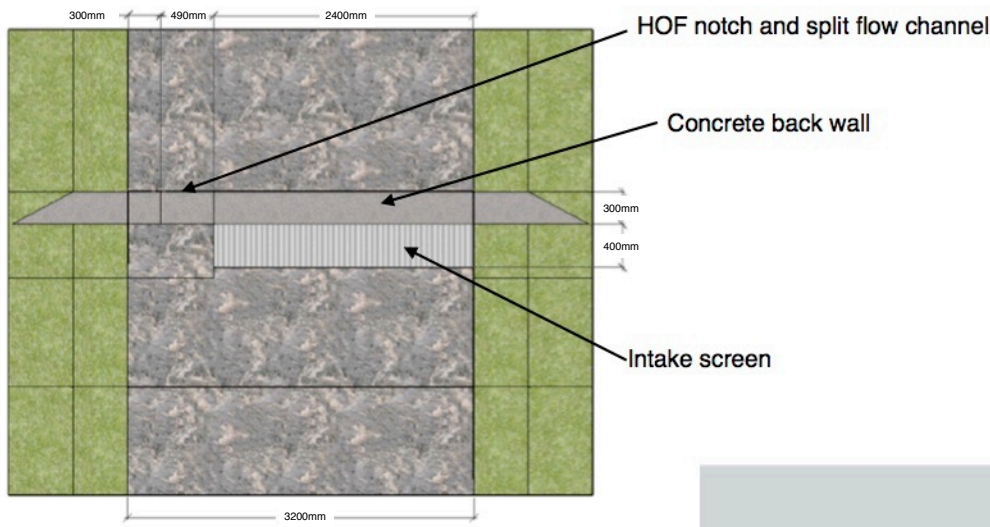 300mm 490mm 2400mm
HOF notch and split flow channel
Concrete back wall
300mm
400mm
Intake screen
3200mm